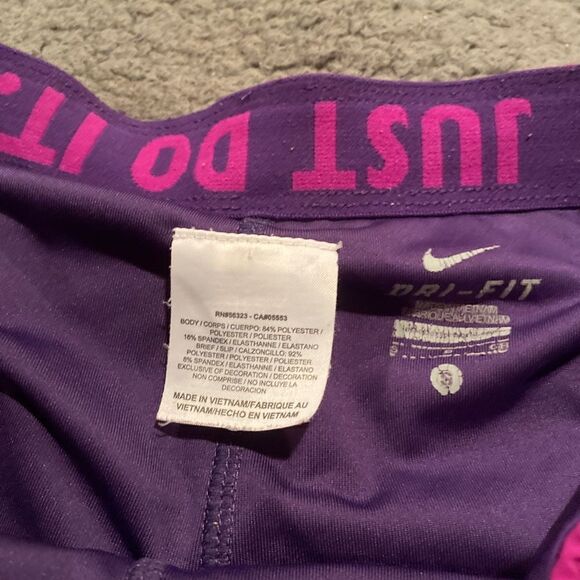 JUST DO IT.
DRI-FIT
RN#56323 - CA#05553
BODY / CORPS / CUERPO: 84% POLYESTER /
POLYESTER / POLIESTER
16% SPANDEX / ELASTHANNE / ELASTANO
BRIEF / SLIP / CALZONCILLO: 92%
POLYESTER / POLYESTER / POLIESTER
8% SPANDEX / ELASTHANNE / ELASTANO
EXCLUSIVE OF DECORATION / DECORATION
NON COMPRISE / NO INCLUYE LA
DECORACION
MADE IN VIETNAM/FABRIQUE AU
VIETNAM/HECHO EN VIETNAM